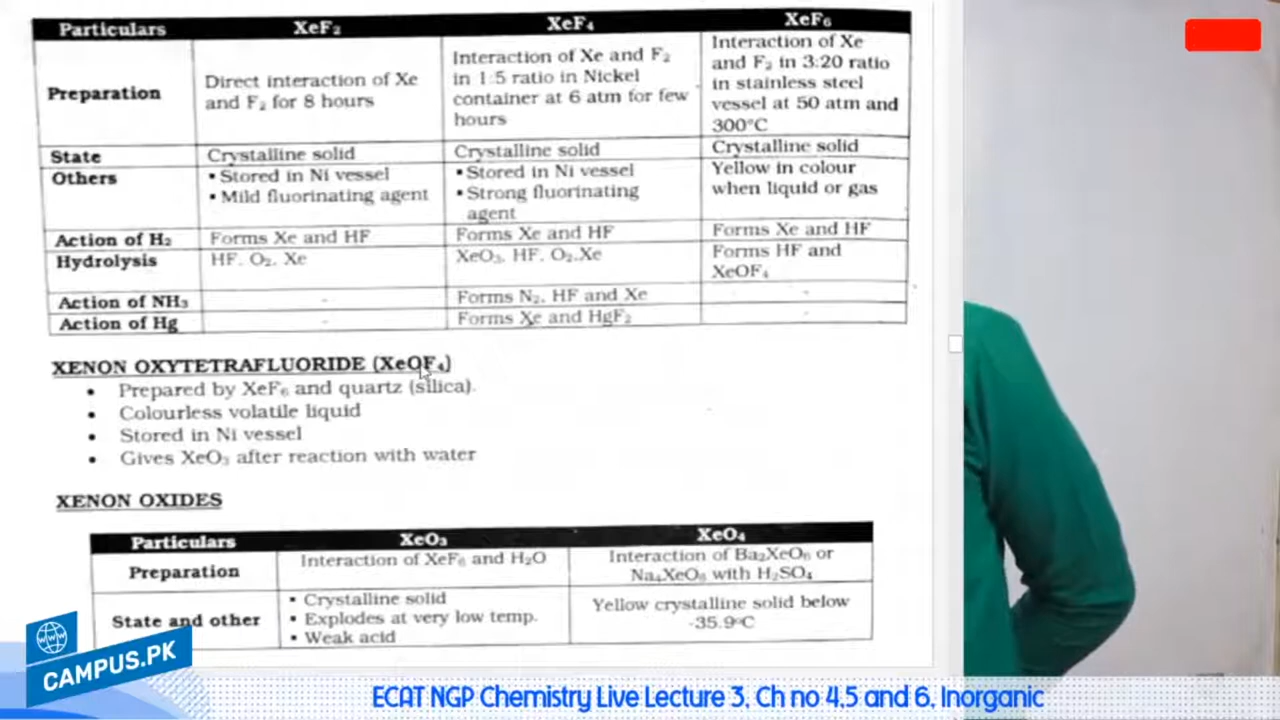 Particulars XeF₂ XeF₄ XeF₆
Preparation
Direct interaction of Xe
and F₂ for 8 hours
Interaction of Xe and F₂
in 1:5 ratio in Nickel
container at 6 atm for few
hours
Interaction of Xe
and F₂ in 3:20 ratio
in stainless steel
vessel at 50 atm and
300°C
State Crystalline solid Crystalline solid Crystalline solid
Others
• Stored in Ni vessel
• Mild fluorinating agent
• Stored in Ni vessel
• Strong fluorinating
agent
Yellow in colour
when liquid or gas
Action of H₂ Forms Xe and HF Forms Xe and HF Forms Xe and HF
Hydrolysis HF. O₂. Xe XeO₃. HF. O₂.Xe
Forms HF and
XeOF₄
Action of NH₃ - Forms N₂, HF and Xe -
Action of Hg - Forms Xe and HgF₂ -
XENON OXYTETRAFLUORIDE (XeOF₄)
• Prepared by XeF₆ and quartz (silica).
• Colourless volatile liquid
• Stored in Ni vessel
• Gives XeO₃ after reaction with water
XENON OXIDES
Particulars XeO₃ XeO₄
Preparation
Interaction of XeF₆ and H₂O
Interaction of Ba₂XeO₆ or
Na₄XeO₆ with H₂SO₄
State and other
• Crystalline solid
• Explodes at very low temp.
• Weak acid
Yellow crystalline solid below
-35.9°C
www
CAMPUS.PK
ECAT NGP Chemistry Live Lecture 3, Ch no 4,5 and 6, Inorganic